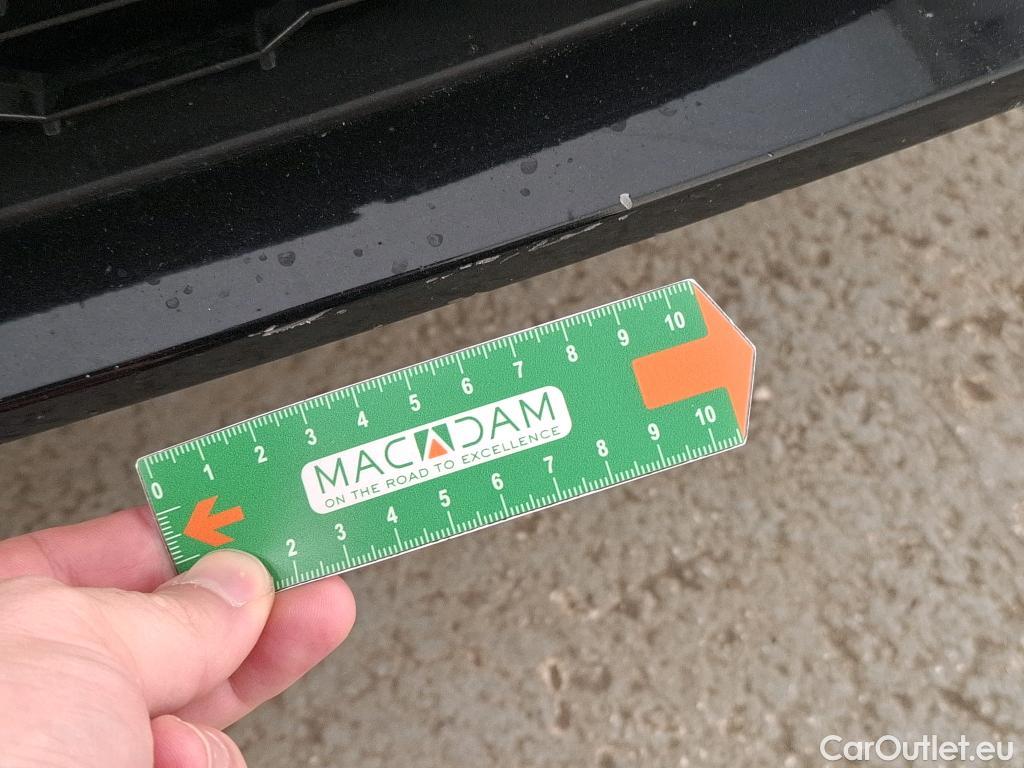 0 1 2 3 4 5 6 7 8 9 10
MACADAM
ON THE ROAD TO EXCELLENCE
2 3 4 5 6 7 8 9 10
CarOutlet.eu